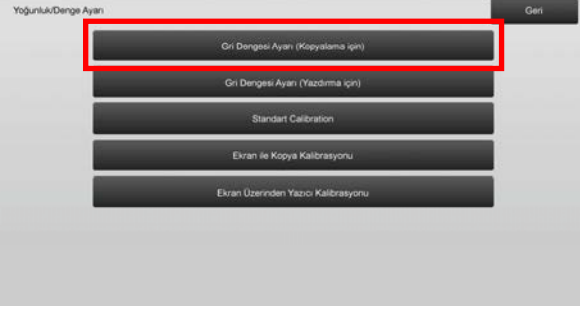 Yoğunluk/Denge Ayarı
Geri
Gri Dengesi Ayarı (Kopyalama için)
Gri Dengesi Ayarı (Yazdırma için)
Standart Calibration
Ekran ile Kopya Kalibrasyonu
Ekran Üzerinden Yazıcı Kalibrasyonu